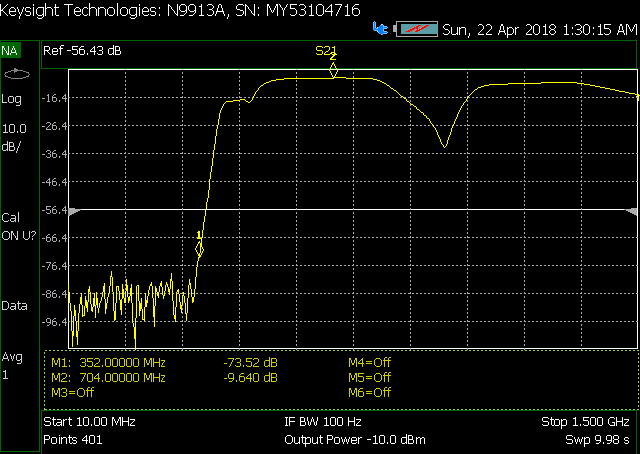 Keysight Technologies: N9913A, SN: MY53104716
Sun, 22 Apr 2018 1:30:15 AM
NA
Ref -56.43 dB
S21
2
Log
-16.4
10.0
-26.4
dB/
-36.4
-46.4
Cal
-56.4
ON U?
1
-66.4
-76.4
-86.4
Data
-96.4
Avg
1
M1: 352.00000 MHz -73.52 dB M4=Off
M2: 704.00000 MHz -9.640 dB M5=Off
M3=Off M6=Off
Start 10.00 MHz IF BW 100 Hz Stop 1.500 GHz
Points 401 Output Power -10.0 dBm Swp 9.98 s